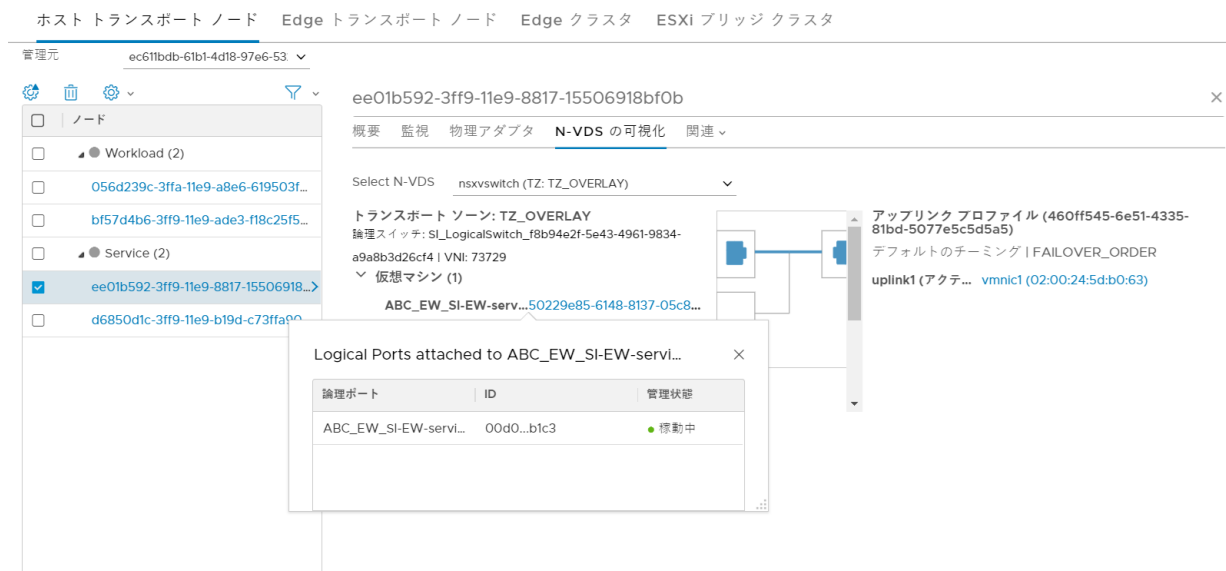 ホスト トランスポート ノード Edge トランスポート ノード Edge クラスタ ESXi ブリッジ クラスタ
管理元 ec611bdb-61b1-4d18-97e6-53:
ノード
Workload (2)
056d239c-3ffa-11e9-a8e6-619503f...
bf57d4b6-3ff9-11e9-ade3-f18c25f5...
Service (2)
ee01b592-3ff9-11e9-8817-15506918...
d6850d1c-3ff9-11e9-b19d-c73ffa90
ee01b592-3ff9-11e9-8817-15506918bf0b
概要 監視 物理アダプタ N-VDS の可視化 関連
Select N-VDS nsxvswitch (TZ: TZ_OVERLAY)
トランスポート ゾーン: TZ_OVERLAY
論理スイッチ: SI_LogicalSwitch_f8b94e2f-5e43-4961-9834-
a9a8b3d26cf4 | VNI: 73729
仮想マシン (1)
ABC_EW_SI-EW-serv...50229e85-6148-8137-05c8...
アップリンク プロファイル (460ff545-6e51-4335-
81bd-5077e5c5d5a5)
デフォルトのチーミング | FAILOVER_ORDER
uplink1 (アクテ... vmnic1 (02:00:24:5d:b0:63)
Logical Ports attached to ABC_EW_SI-EW-servi...
論理ポート ID 管理状態
ABC_EW_SI-EW-servi... 00d0...b1c3 稼動中